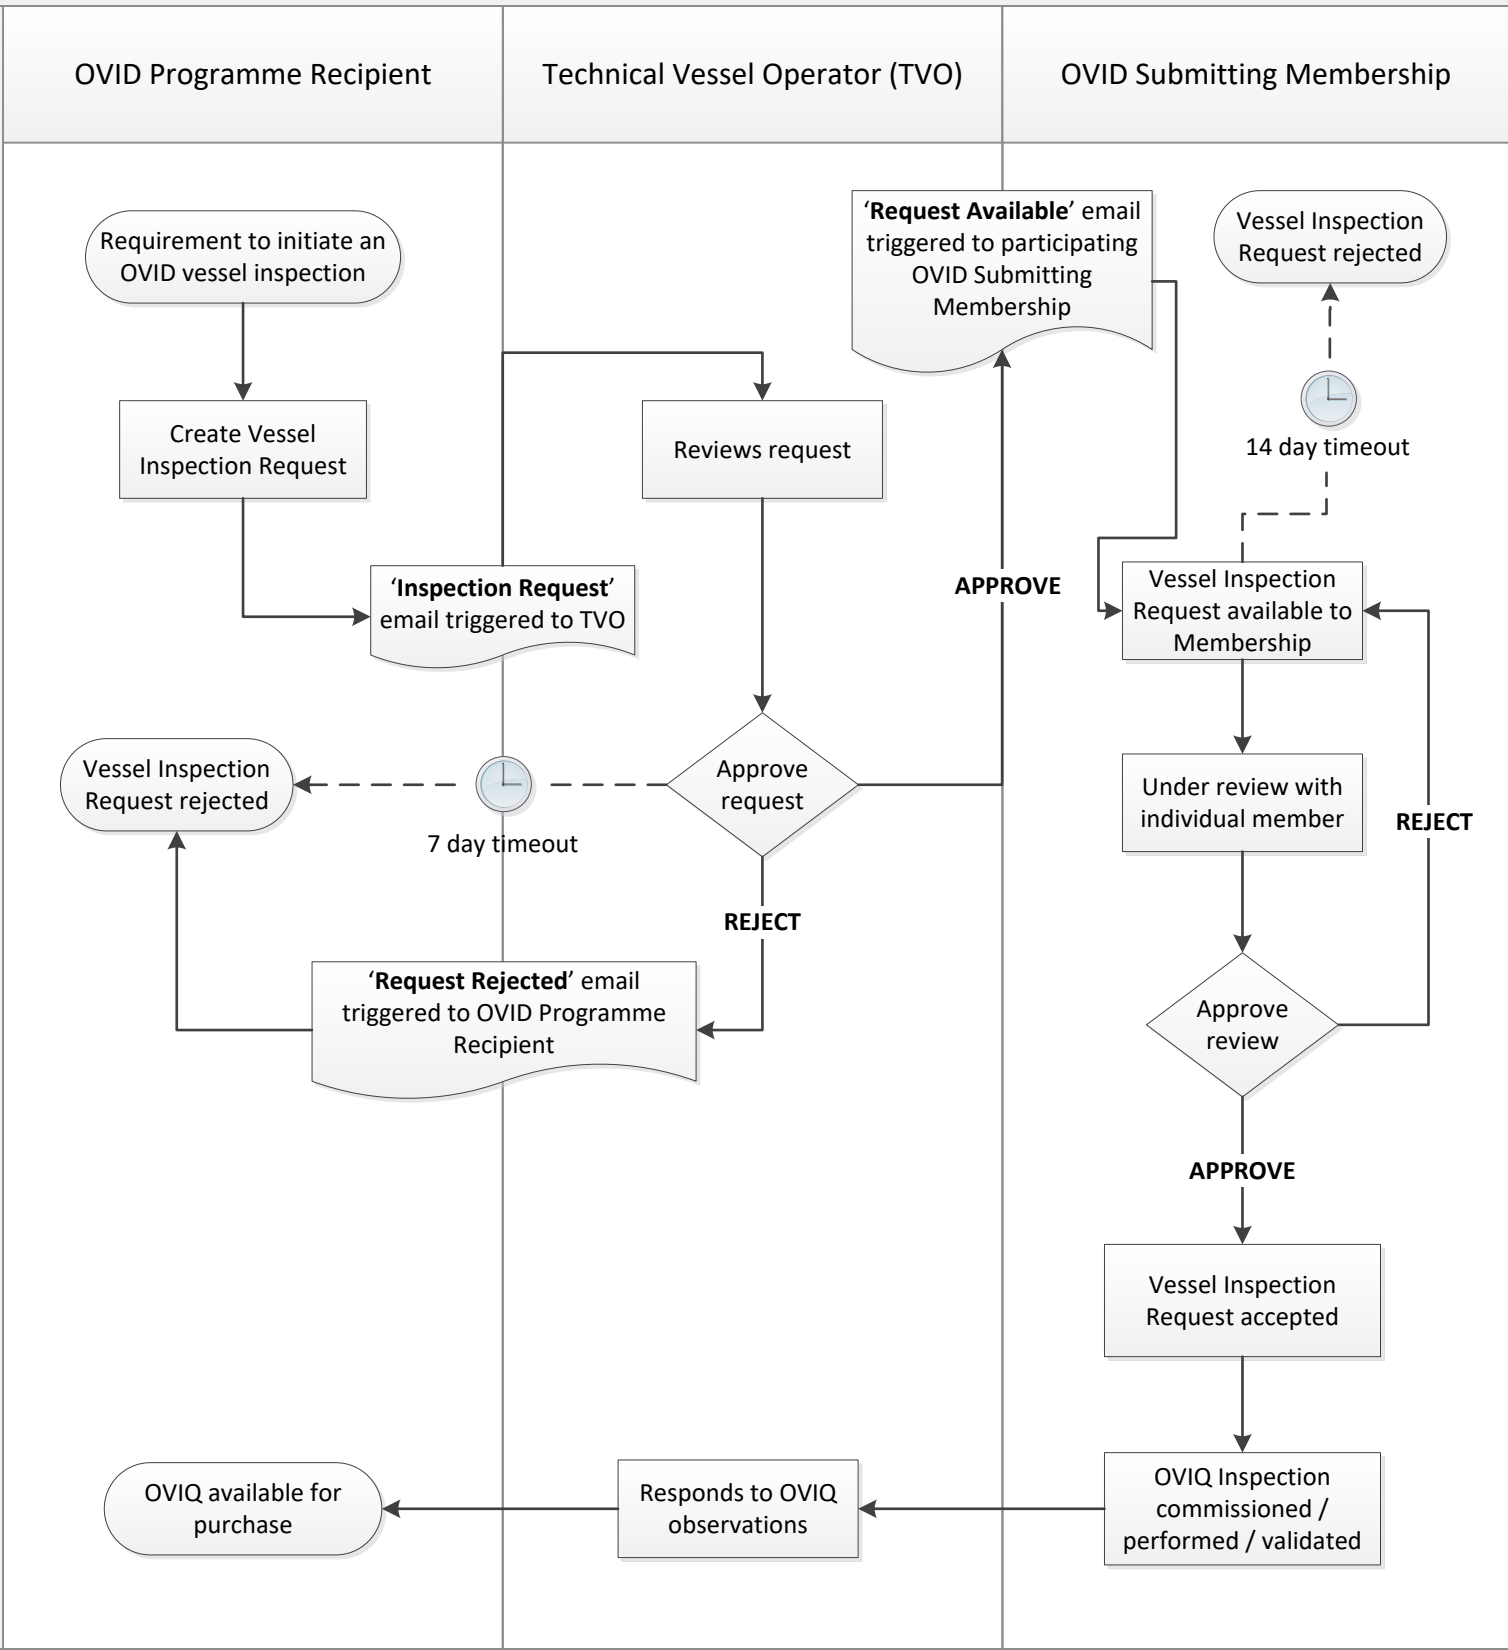 OVID Programme Recipient
Technical Vessel Operator (TVO)
OVID Submitting Membership
Requirement to initiate an
OVID vessel inspection
Create Vessel
Inspection Request
‘Inspection Request’
email triggered to TVO
Reviews request
Approve
request
7 day timeout
Vessel Inspection
Request rejected
REJECT
‘Request Rejected’ email
triggered to OVID Programme
Recipient
APPROVE
‘Request Available’ email
triggered to participating
OVID Submitting
Membership
Vessel Inspection
Request rejected
14 day timeout
Vessel Inspection
Request available to
Membership
Under review with
individual member
REJECT
Approve
review
APPROVE
Vessel Inspection
Request accepted
OVIQ Inspection
commissioned /
performed / validated
Responds to OVIQ
observations
OVIQ available for
purchase